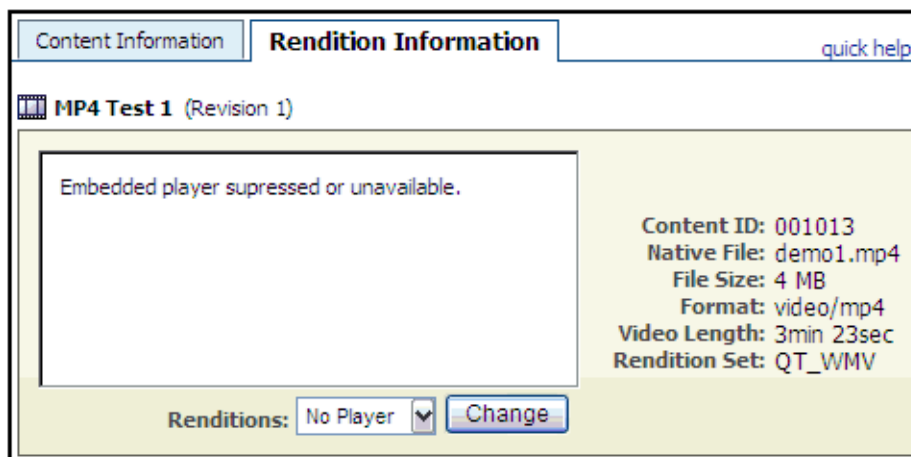 Content Information
Rendition Information
quick help
MP4 Test 1 (Revision 1)
Embedded player supressed or unavailable.
Content ID: 001013
Native File: demo1.mp4
File Size: 4 MB
Format: video/mp4
Video Length: 3min 23sec
Rendition Set: QT_WMV
Renditions: No Player Change